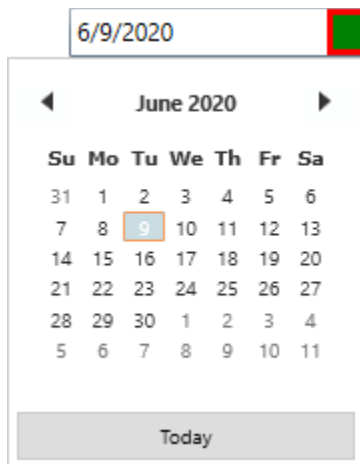 6/9/2020
June 2020
Su Mo Tu We Th Fr Sa
31 1 2 3 4 5 6
7 8 9 10 11 12 13
14 15 16 17 18 19 20
21 22 23 24 25 26 27
28 29 30 1 2 3 4
5 6 7 8 9 10 11
Today